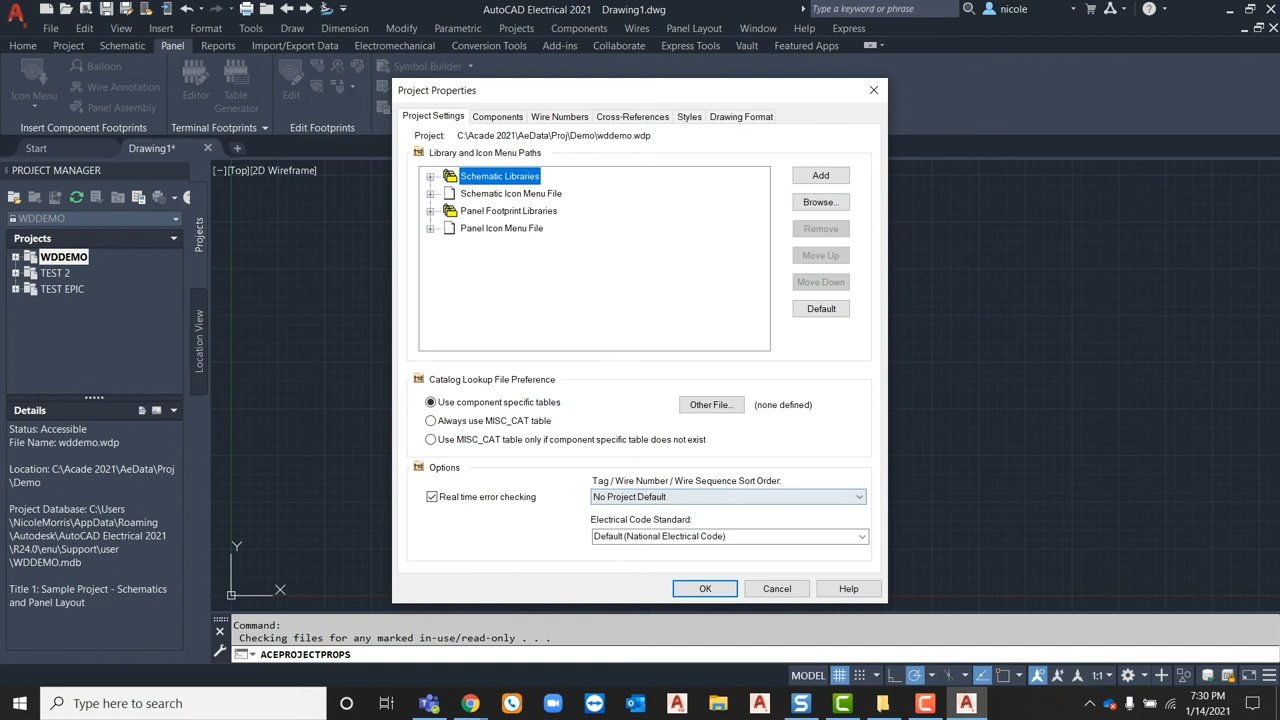 AutoCAD Electrical 2021 Drawing1.dwg
Type a keyword or phrase
nicole
File Edit View Insert Format Tools Draw Dimension Modify Parametric Projects Components Wires Panel Layout Window Help Express
Home Project Schematic Panel Reports Import/Export Data Electromechanical Conversion Tools Add-ins Collaborate Express Tools Vault Featured Apps
Icon Menu
Balloon
Wire Annotation
Panel Assembly
Editor
Table
Generator
Edit
Symbol Builder
Insert Component Footprints
Terminal Footprints
Edit Footprints
Start
Drawing1*
[−][Top][2D Wireframe]
PROJECT MANAGER
WDDEMO
Projects
WDDEMO
TEST 2
TEST EPIC
Projects
Location View
Details
Status: Accessible
File Name: wddemo.wdp
Location: C:\Acade 2021\AeData\Proj
\Demo
Project Database: C:\Users
\NicoleMorris\AppData\Roaming
\Autodesk\AutoCAD Electrical 2021
\R24.0\enu\Support\user
\WDDEMO.mdb
Title 1: Sample Project - Schematics
and Panel Layout
Project Properties
Project Settings Components Wire Numbers Cross-References Styles Drawing Format
Project: C:\Acade 2021\AeData\Proj\Demo\wddemo.wdp
Library and Icon Menu Paths
Schematic Libraries
Schematic Icon Menu File
Panel Footprint Libraries
Panel Icon Menu File
Add
Browse...
Remove
Move Up
Move Down
Default
Catalog Lookup File Preference
Use component specific tables
Always use MISC_CAT table
Use MISC_CAT table only if component specific table does not exist
Other File...
(none defined)
Options
Real time error checking
Tag / Wire Number / Wire Sequence Sort Order:
No Project Default
Electrical Code Standard:
Default (National Electrical Code)
OK Cancel Help
Y
X
Command:
Checking files for any marked in-use/read-only . . .
ACEPROJECTPROPS
MODEL
1:1
Type here to search
7:30 PM
1/14/2021